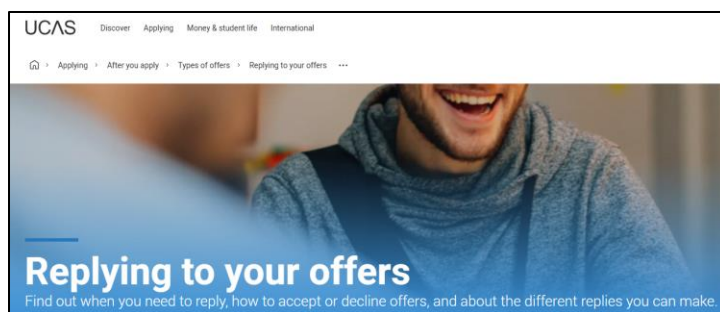 UCAS Discover Applying Money & student life International
Applying > After you apply > Types of offers > Replying to your offers ...
Replying to your offers
Find out when you need to reply, how to accept or decline offers, and about the different replies you can make.